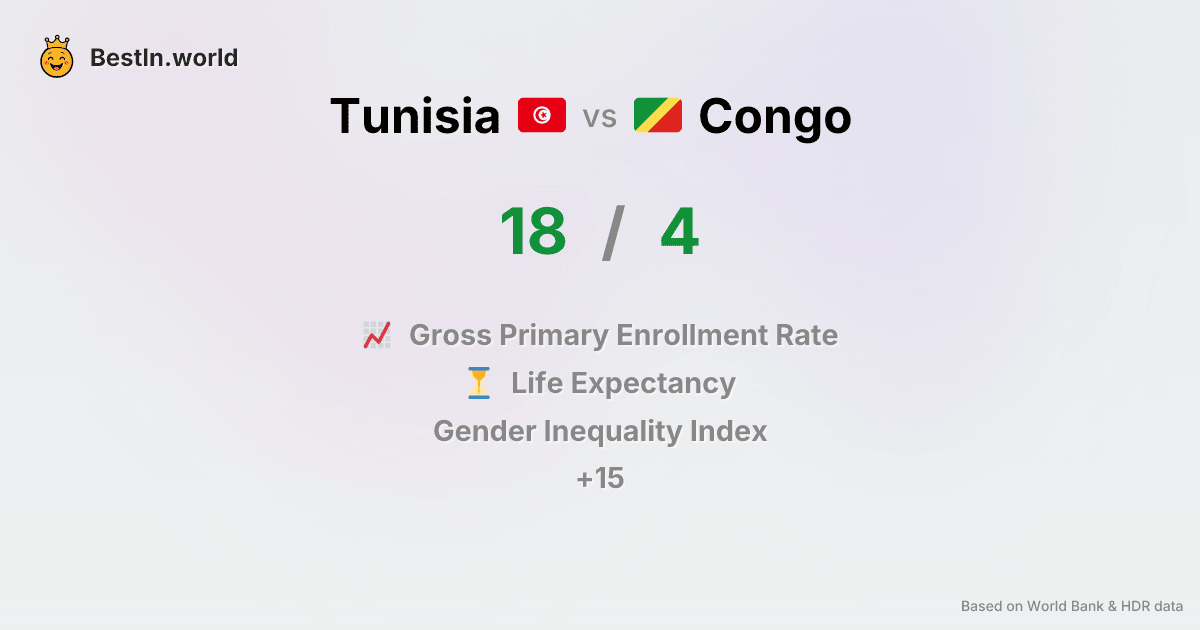 BestIn.world
Tunisia vs Congo
18 / 4
Gross Primary Enrollment Rate
Life Expectancy
Gender Inequality Index
+15
Based on World Bank & HDR data